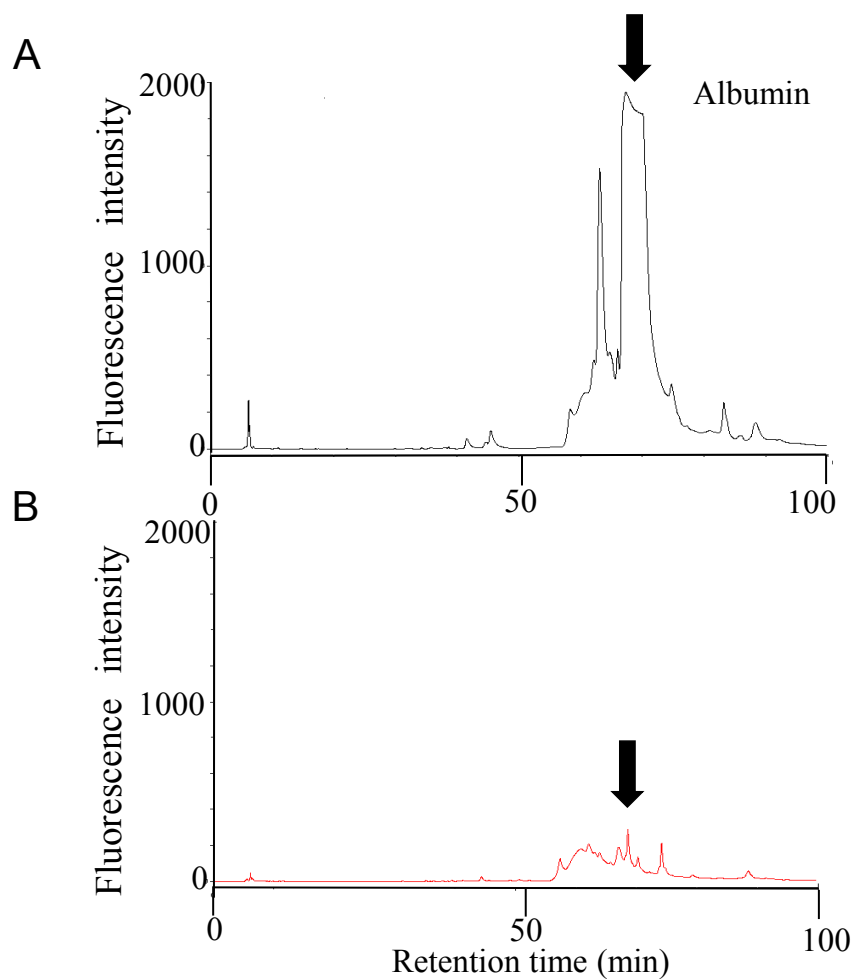 A
Albumin
Fluorescence intensity
2000
1000
0
0 50 100
B
Fluorescence intensity
2000
1000
0
0 50 100
Retention time (min)